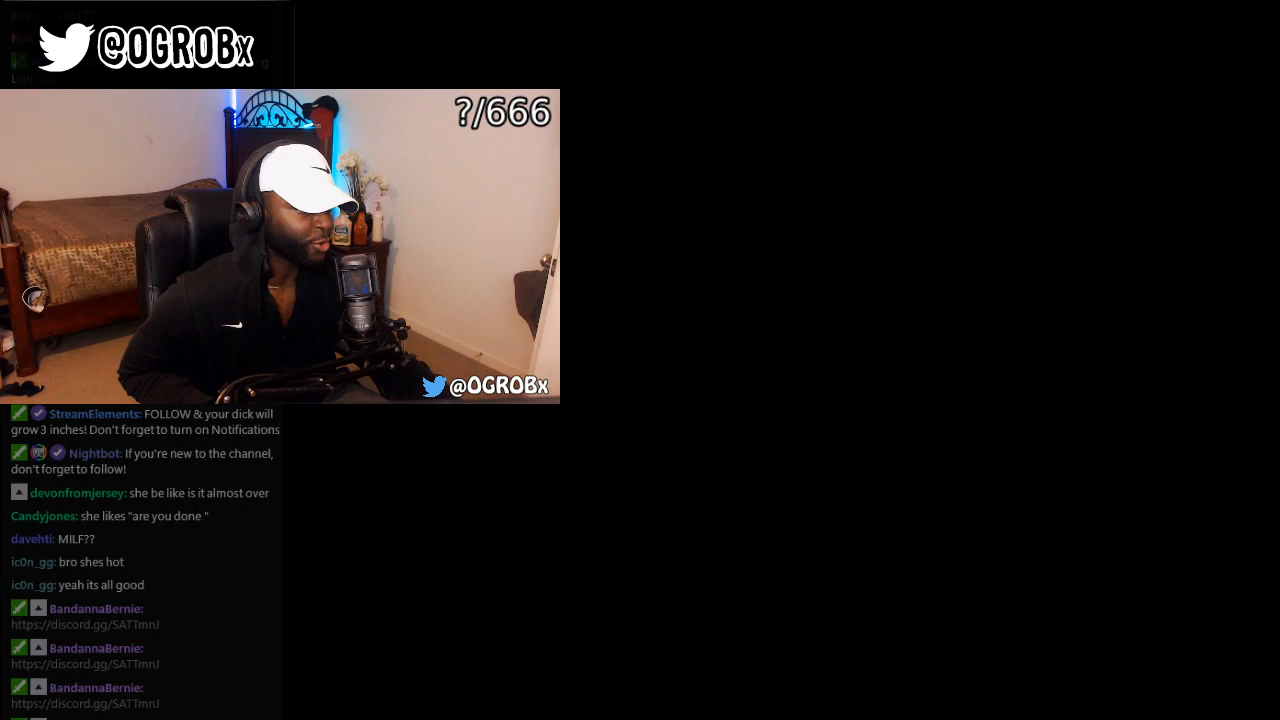 @OGROBx
?/666
@OGROBx
StreamElements: FOLLOW & your dick will
grow 3 inches! Don't forget to turn on Notifications
Nightbot: If you're new to the channel,
don't forget to follow!
devonfromjersey: she be like is it almost over
Candyjones: she likes "are you done "
davehti: MILF??
ic0n_gg: bro shes hot
ic0n_gg: yeah its all good
BandannaBernie:
https://discord.gg/SATTmnJ
BandannaBernie:
https://discord.gg/SATTmnJ
BandannaBernie:
https://discord.gg/SATTmnJ